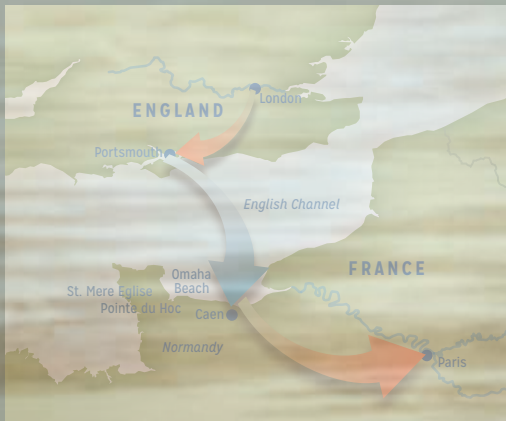 London
ENGLAND
Portsmouth
English Channel
FRANCE
Omaha
Beach
St. Mere Eglise
Pointe du Hoc
Caen
Normandy
Paris